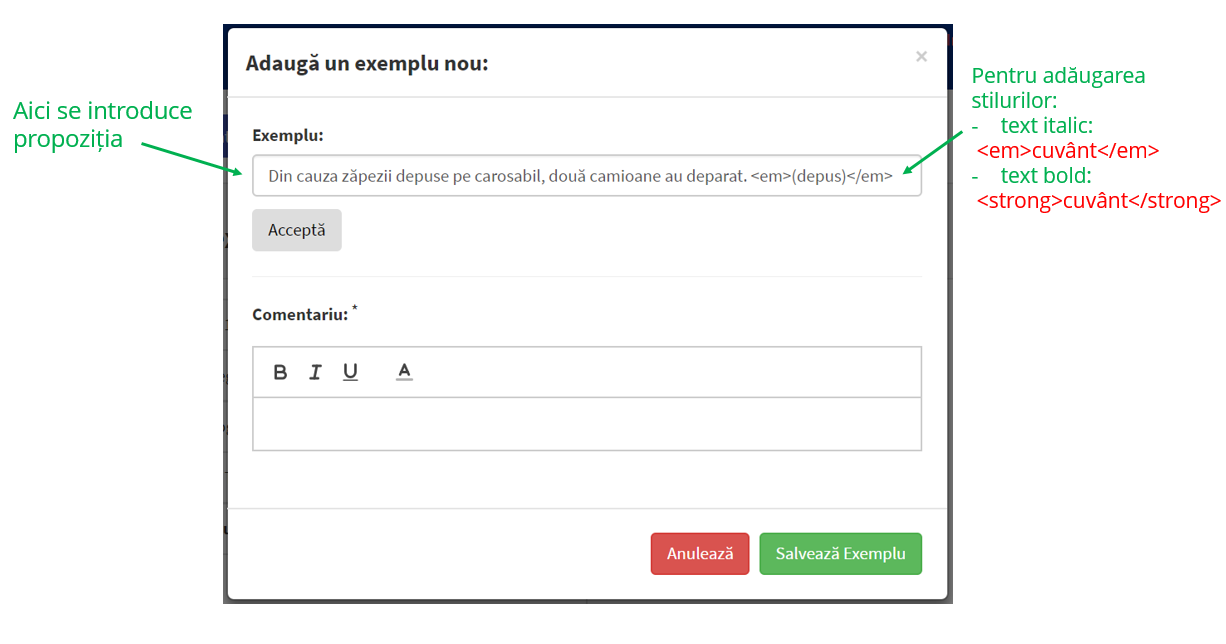 Adaugă un exemplu nou:
×
Aici se introduce
propoziția
Pentru adăugarea
stilurilor:
- text italic:
<em>cuvânt</em>
- text bold:
<strong>cuvânt</strong>
Exemplu:
Din cauza zăpezii depuse pe carosabil, două camioane au deparat. <em>(depus)</em>
Acceptă
Comentariu: *
B I U A
Anulează Salvează Exemplu